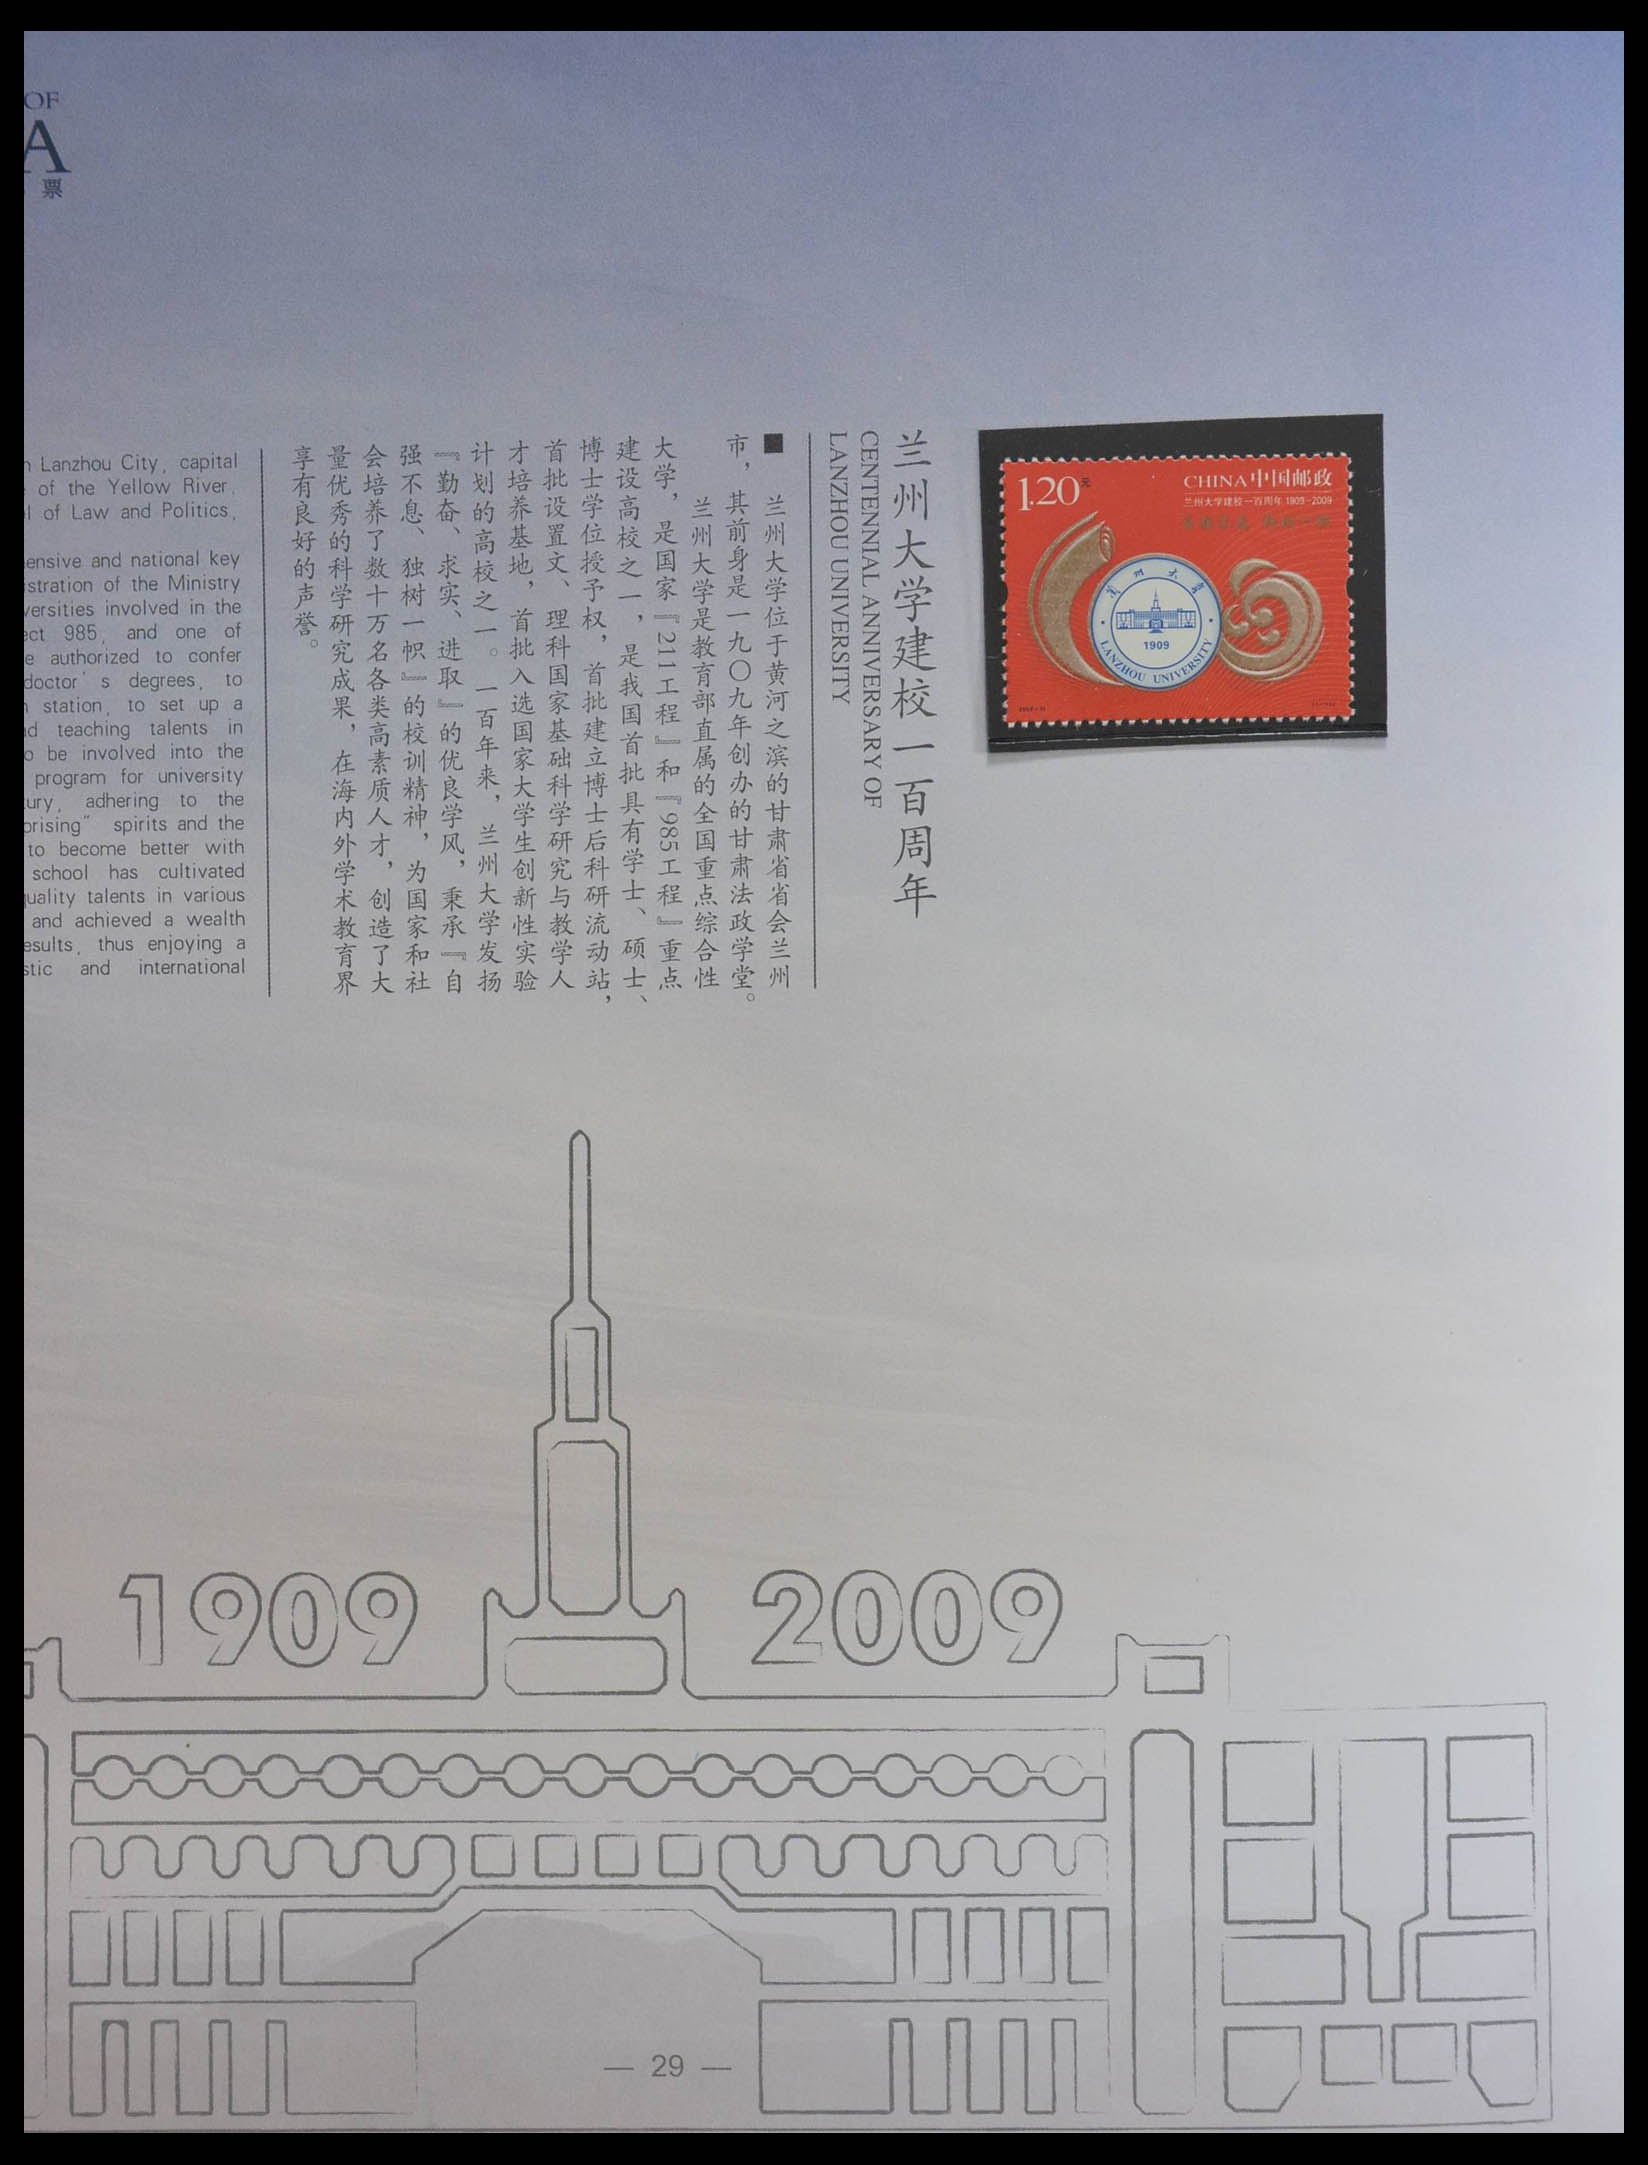 OF
A
票
1.20元
CHINA中国邮政
兰州大学建校一百周年 1909-2009
兰州大学
1909
LANZHOU UNIVERSITY
兰州大学建校一百周年
CENTENNIAL ANNIVERSARY OF
LANZHOU UNIVERSITY
■ 兰州大学位于黄河之滨的甘肃省省会兰州
市，其前身是一九〇九年创办的甘肃法政学堂。
兰州大学是教育部直属的全国重点综合性
大学，是国家『211工程』和『985工程』重点
建设高校之一，是我国首批具有学士、硕士、
博士学位授予权，首批建立博士后科研流动站，
首批设置文、理科国家基础科学研究与教学人
才培养基地，首批入选国家大学生创新性实验
计划的高校之一。一百年来，兰州大学发扬
『勤奋、求实、进取』的优良学风，秉承『自
强不息、独树一帜』的校训精神，为国家和社
会培养了数十万名各类高素质人才，创造了大
量优秀的科学研究成果，在海内外学术教育界
享有良好的声誉。
n Lanzhou City, capital
of the Yellow River,
l of Law and Politics,
ensive and national key
stration of the Ministry
versities involved in the
ect 985, and one of
e authorized to confer
doctor's degrees, to
station, to set up a
d teaching talents in
o be involved into the
program for university
ury, adhering to the
prising" spirits and the
to become better with
school has cultivated
quality talents in various
and achieved a wealth
esults, thus enjoying a
stic and international
1909
2009
— 29 —